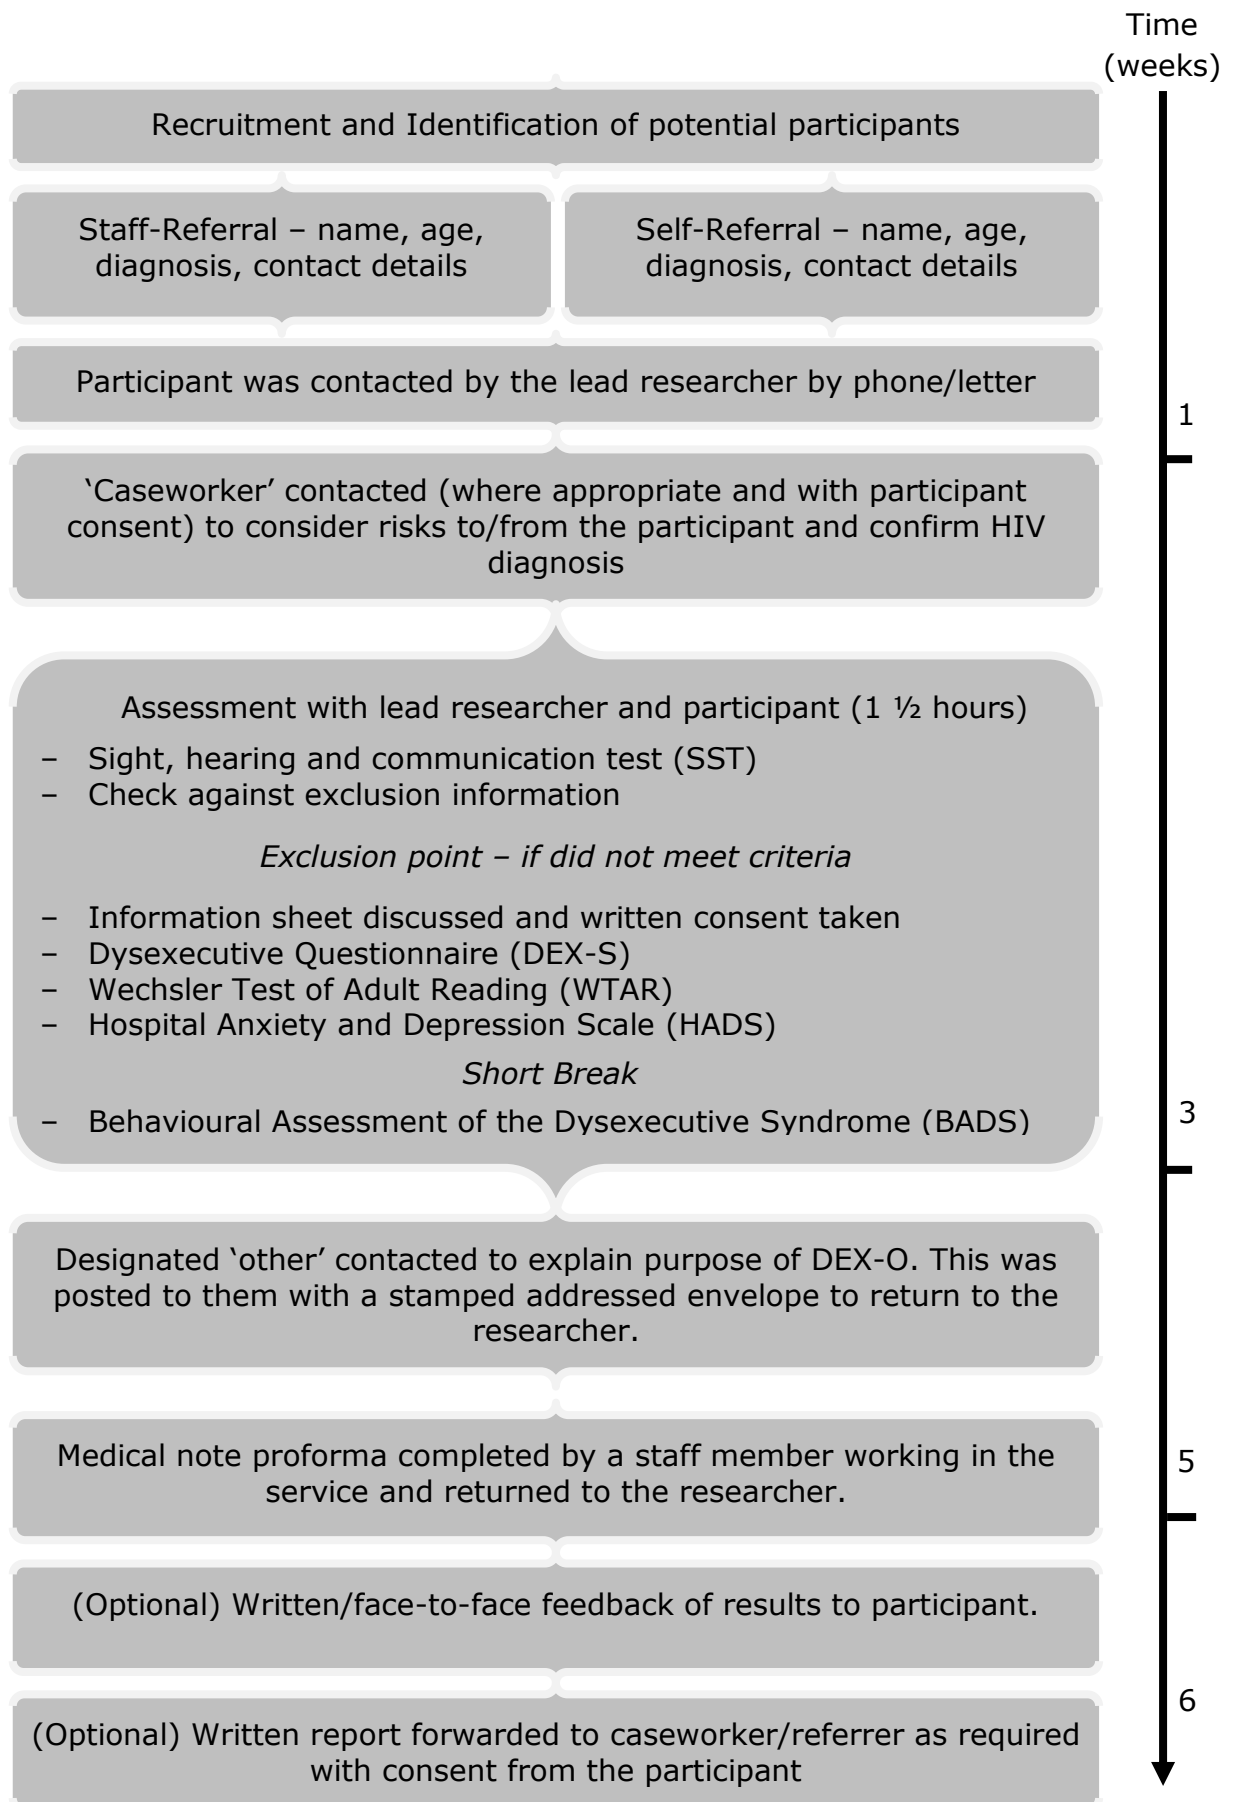 Time
(weeks)
Recruitment and Identification of potential participants
Staff-Referral – name, age,
diagnosis, contact details
Self-Referral – name, age,
diagnosis, contact details
Participant was contacted by the lead researcher by phone/letter
1
‘Caseworker’ contacted (where appropriate and with participant
consent) to consider risks to/from the participant and confirm HIV
diagnosis
Assessment with lead researcher and participant (1 ½ hours)
– Sight, hearing and communication test (SST)
– Check against exclusion information
Exclusion point – if did not meet criteria
– Information sheet discussed and written consent taken
– Dysexecutive Questionnaire (DEX-S)
– Wechsler Test of Adult Reading (WTAR)
– Hospital Anxiety and Depression Scale (HADS)
Short Break
– Behavioural Assessment of the Dysexecutive Syndrome (BADS)
3
Designated ‘other’ contacted to explain purpose of DEX-O. This was
posted to them with a stamped addressed envelope to return to the
researcher.
Medical note proforma completed by a staff member working in the
service and returned to the researcher.
5
(Optional) Written/face-to-face feedback of results to participant.
6
(Optional) Written report forwarded to caseworker/referrer as required
with consent from the participant